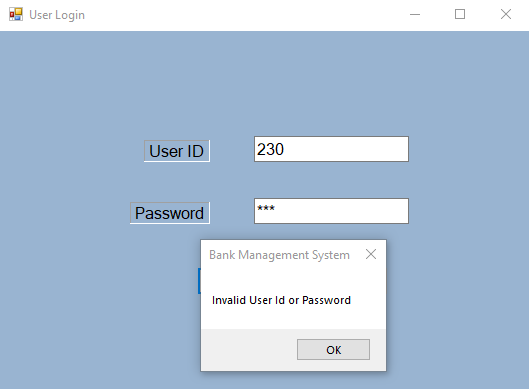 User Login
User ID
230
Password
***
Bank Management System
Invalid User Id or Password
OK